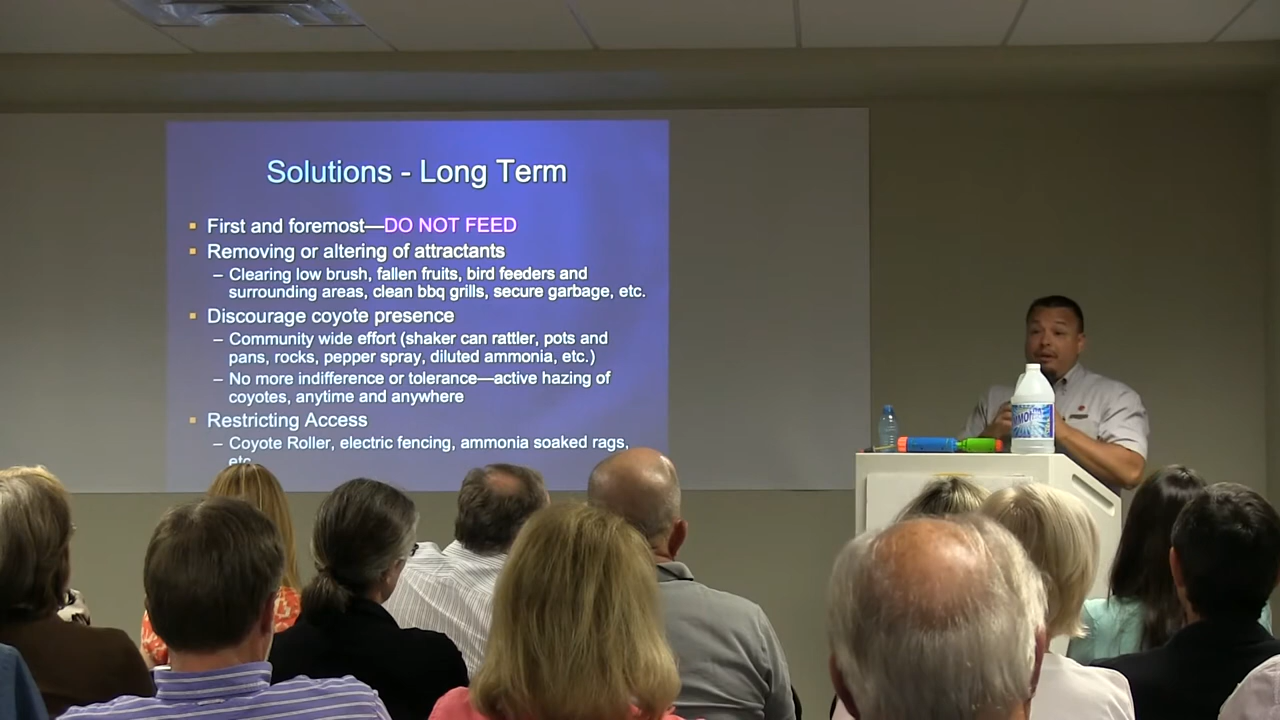 Solutions - Long Term
First and foremost—DO NOT FEED
Removing or altering of attractants
– Clearing low brush, fallen fruits, bird feeders and
surrounding areas, clean bbq grills, secure garbage, etc.
Discourage coyote presence
– Community wide effort (shaker can rattler, pots and
pans, rocks, pepper spray, diluted ammonia, etc.)
– No more indifference or tolerance—active hazing of
coyotes, anytime and anywhere
Restricting Access
– Coyote Roller, electric fencing, ammonia soaked rags,
etc